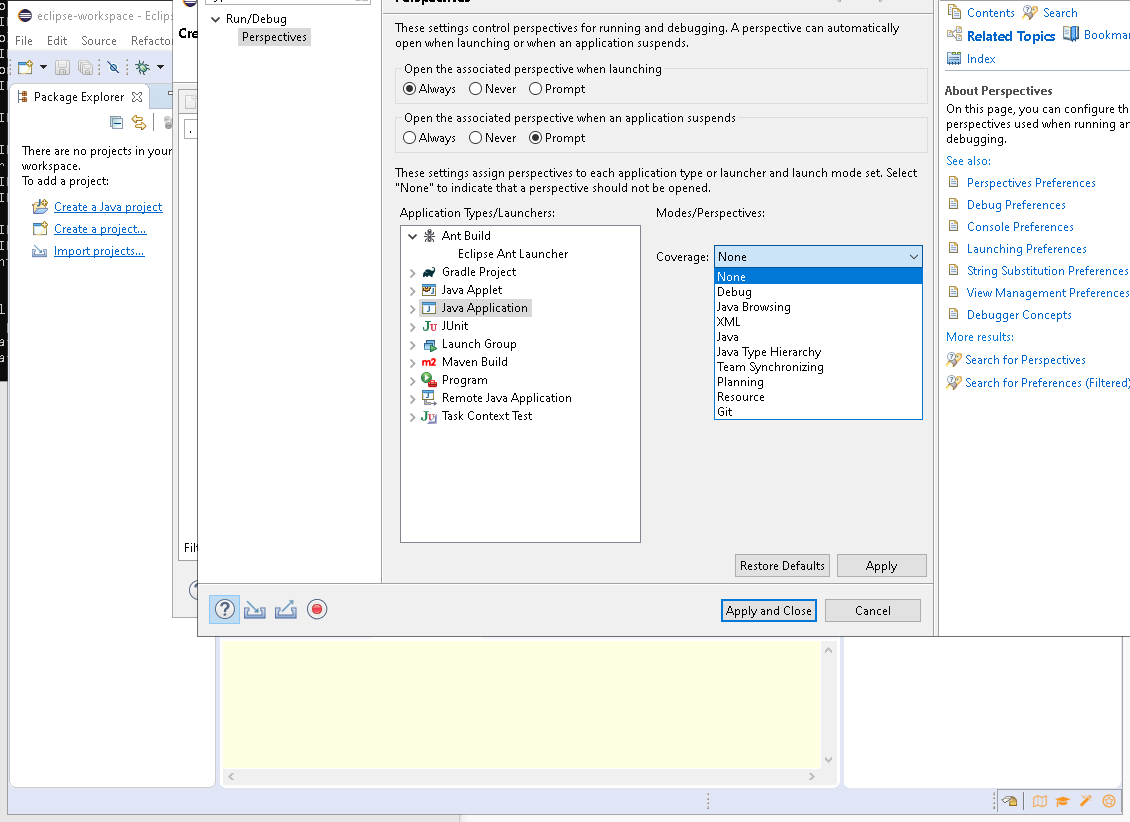 eclipse-workspace - Eclips
File Edit Source Refacto
Package Explorer
There are no projects in your
workspace.
To add a project:
Create a Java project
Create a project...
Import projects...
Cre
Filt
Run/Debug
Perspectives
Perspectives
These settings control perspectives for running and debugging. A perspective can automatically
open when launching or when an application suspends.
Open the associated perspective when launching
Always Never Prompt
Open the associated perspective when an application suspends
Always Never Prompt
These settings assign perspectives to each application type or launcher and launch mode set. Select
"None" to indicate that a perspective should not be opened.
Application Types/Launchers:
Ant Build
Eclipse Ant Launcher
Gradle Project
Java Applet
Java Application
JUnit
Launch Group
Maven Build
Program
Remote Java Application
Task Context Test
Modes/Perspectives:
Coverage: None
None
Debug
Java Browsing
XML
Java
Java Type Hierarchy
Team Synchronizing
Planning
Resource
Git
Restore Defaults Apply
Apply and Close Cancel
Contents Search
Related Topics Bookmar
Index
About Perspectives
On this page, you can configure th
perspectives used when running an
debugging.
See also:
Perspectives Preferences
Debug Preferences
Console Preferences
Launching Preferences
String Substitution Preferences
View Management Preferences
Debugger Concepts
More results:
Search for Perspectives
Search for Preferences (Filtered)